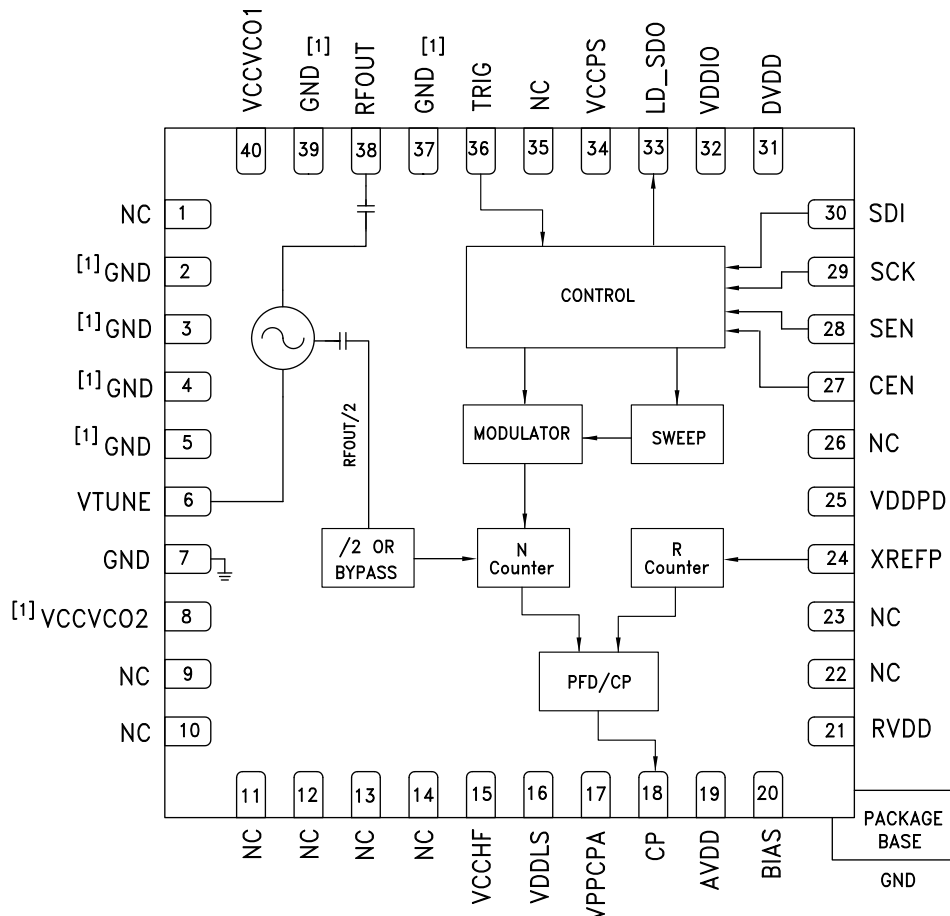 VCCVCO1
GND [1]
RFOUT
GND [1]
TRIG
NC
VCCPS
LD_SDO
VDDIO
DVDD
40
39
38
37
36
35
34
33
32
31
NC 1
[1] GND 2
[1] GND 3
[1] GND 4
[1] GND 5
VTUNE 6
GND 7
[1] VCCVCO2 8
NC 9
NC 10
30 SDI
29 SCK
28 SEN
27 CEN
26 NC
25 VDDPD
24 XREFP
23 NC
22 NC
21 RVDD
CONTROL
MODULATOR
SWEEP
RFOUT/2
/2 OR
BYPASS
N
Counter
R
Counter
PFD/CP
11
12
13
14
15
16
17
18
19
20
NC
NC
NC
NC
VCCHF
VDDLS
VPPCPA
CP
AVDD
BIAS
PACKAGE
BASE
GND